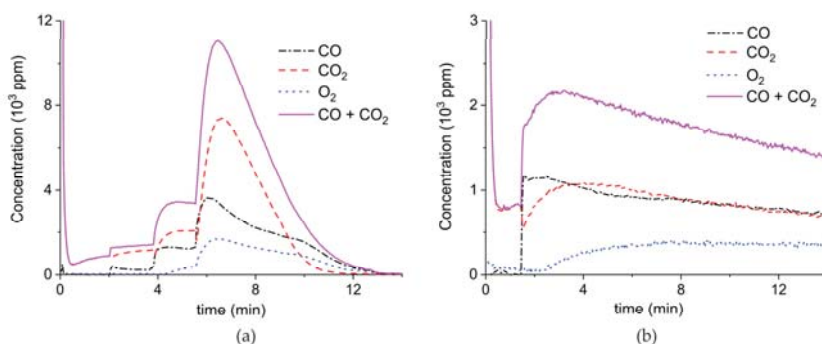 12
8
4
0
Concentration (10³ ppm)
0 4 8 12
time (min)
CO
CO₂
O₂
CO + CO₂
(a)
3
2
1
0
Concentration (10³ ppm)
0 4 8 12
time (min)
CO
CO₂
O₂
CO + CO₂
(b)